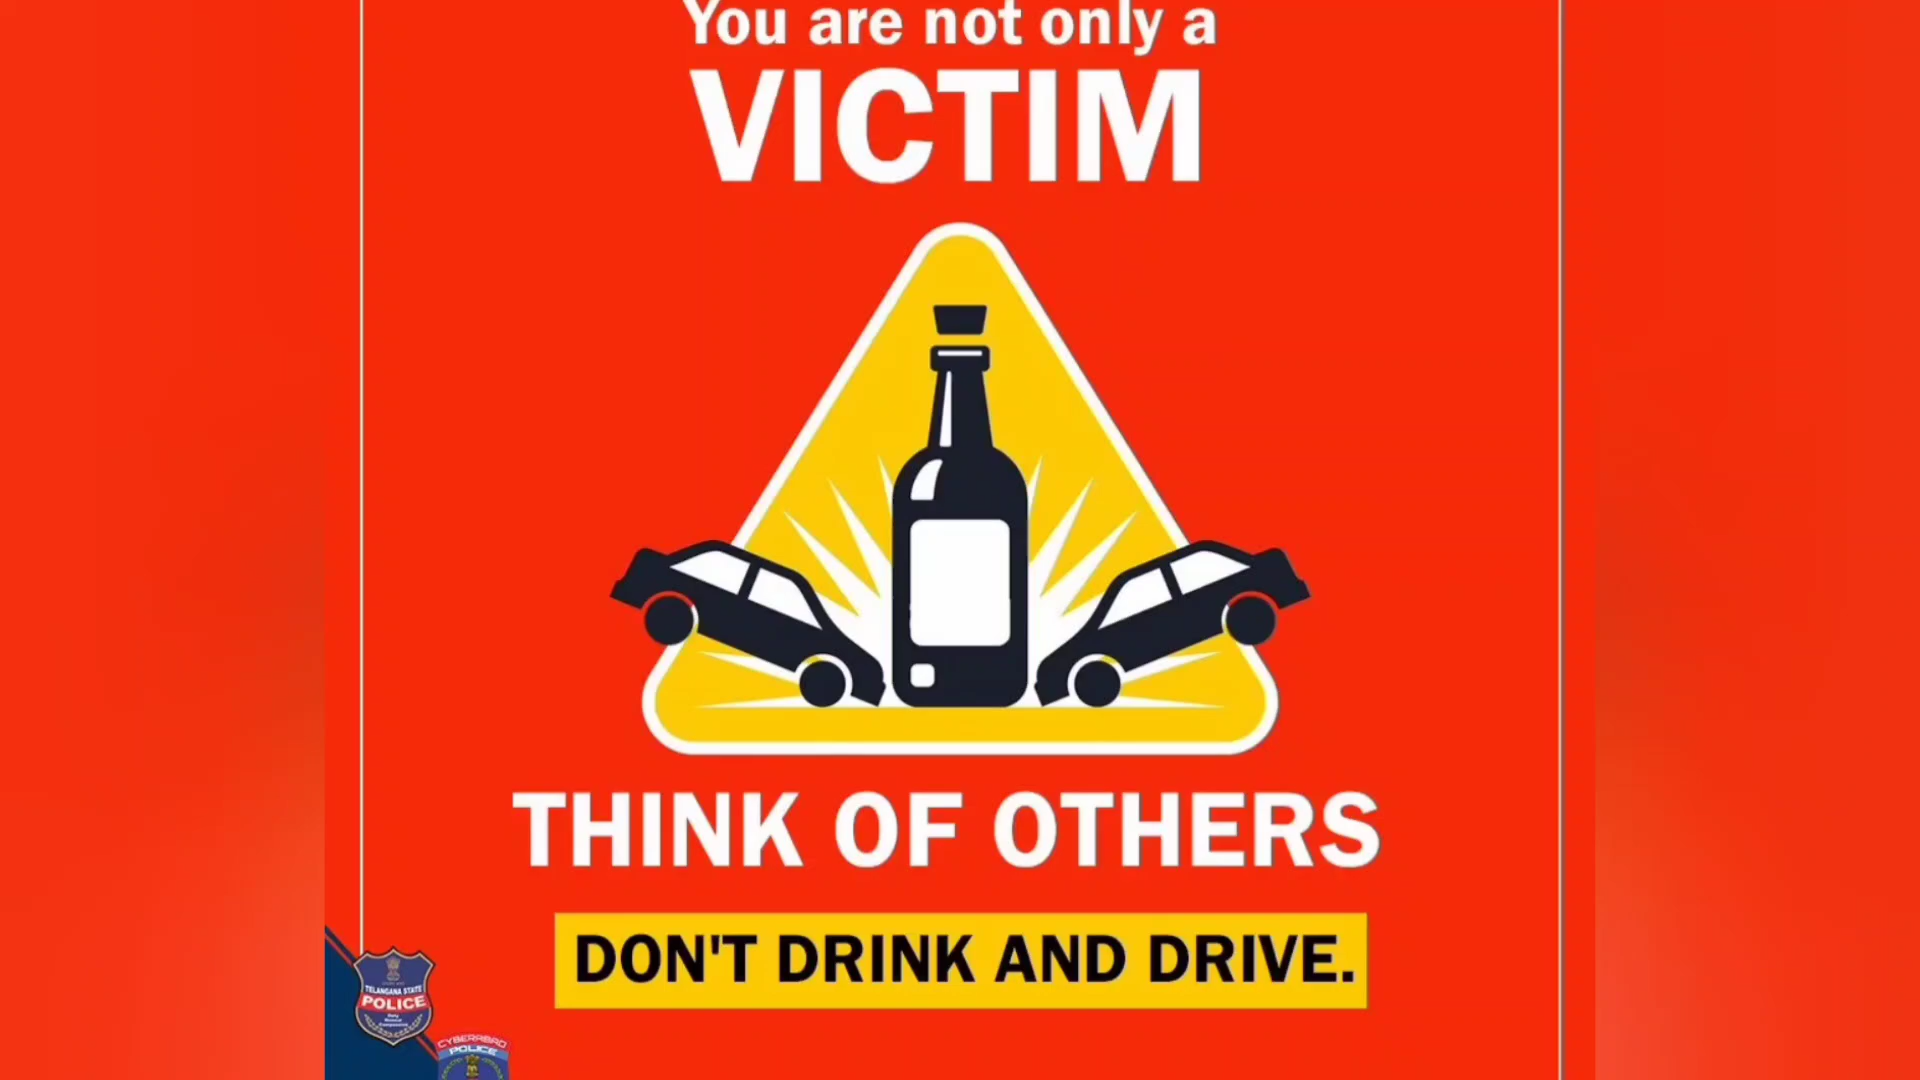 You are not only a
VICTIM
THINK OF OTHERS
DON'T DRINK AND DRIVE.
TELANGANA STATE
POLICE
CYBERABAD
POLICE